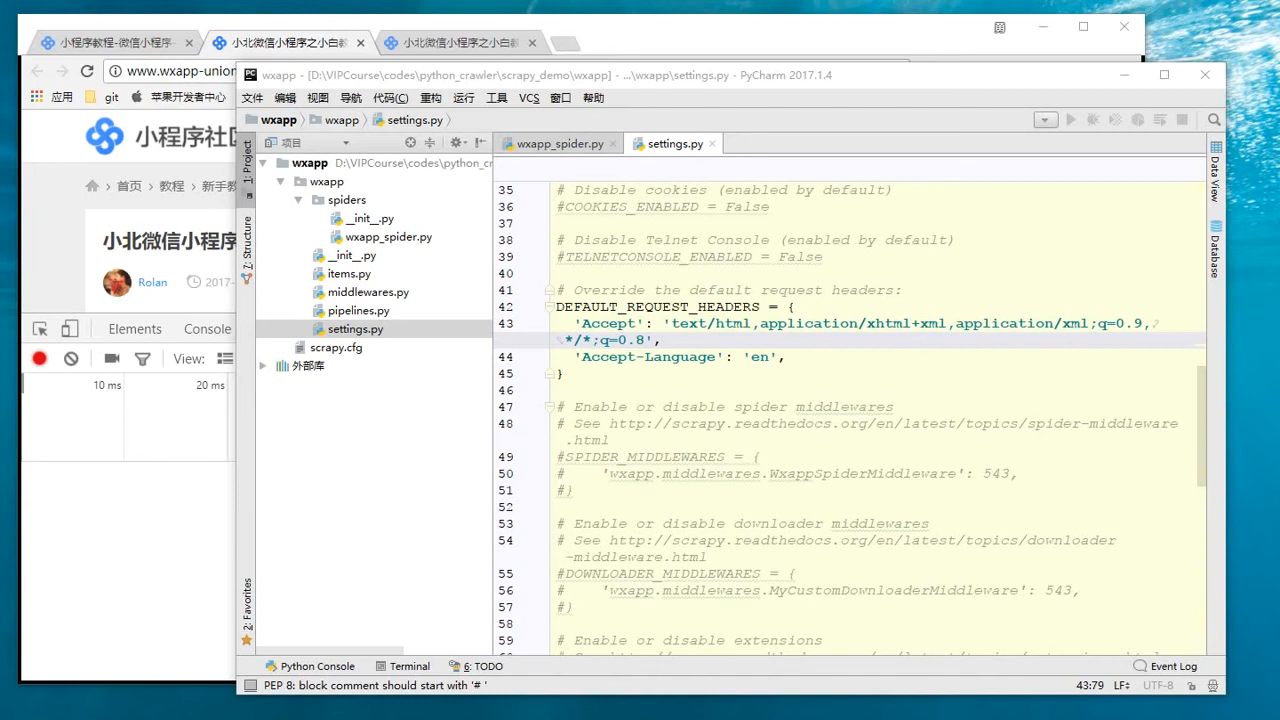 小程序教程-微信小程序
小北微信小程序之小白教
小北微信小程序之小白教
www.wxapp-union
应用
git
苹果开发者中心
小程序社区
首页
教程
新手教
小北微信小程序
Rolan
2017-
Elements
Console
View:
10 ms
20 ms
PC
wxapp - [D:\VIPCourse\codes\python_crawler\scrapy_demo\wxapp] - ...\wxapp\settings.py - PyCharm 2017.1.4
文件 编辑 视图 导航 代码(C) 重构 运行 工具 VCS 窗口 帮助
wxapp
wxapp
settings.py
1: Project
7: Structure
2: Favorites
项目
wxapp D:\VIPCourse\codes\python_cr
wxapp
spiders
__init__.py
wxapp_spider.py
__init__.py
items.py
middlewares.py
pipelines.py
settings.py
scrapy.cfg
外部库
wxapp_spider.py
settings.py
35 # Disable cookies (enabled by default)
36 #COOKIES_ENABLED = False
37
38 # Disable Telnet Console (enabled by default)
39 #TELNETCONSOLE_ENABLED = False
40
41 # Override the default request headers:
42 DEFAULT_REQUEST_HEADERS = {
43 'Accept': 'text/html,application/xhtml+xml,application/xml;q=0.9,
*/*;q=0.8',
44 'Accept-Language': 'en',
45 }
46
47 # Enable or disable spider middlewares
48 # See http://scrapy.readthedocs.org/en/latest/topics/spider-middleware
.html
49 #SPIDER_MIDDLEWARES = {
50 #    'wxapp.middlewares.WxappSpiderMiddleware': 543,
51 #}
52
53 # Enable or disable downloader middlewares
54 # See http://scrapy.readthedocs.org/en/latest/topics/downloader
-middleware.html
55 #DOWNLOADER_MIDDLEWARES = {
56 #    'wxapp.middlewares.MyCustomDownloaderMiddleware': 543,
57 #}
58
59 # Enable or disable extensions
Data View
Database
Python Console
Terminal
6: TODO
Event Log
PEP 8: block comment should start with '# '
43:79
LF
UTF-8